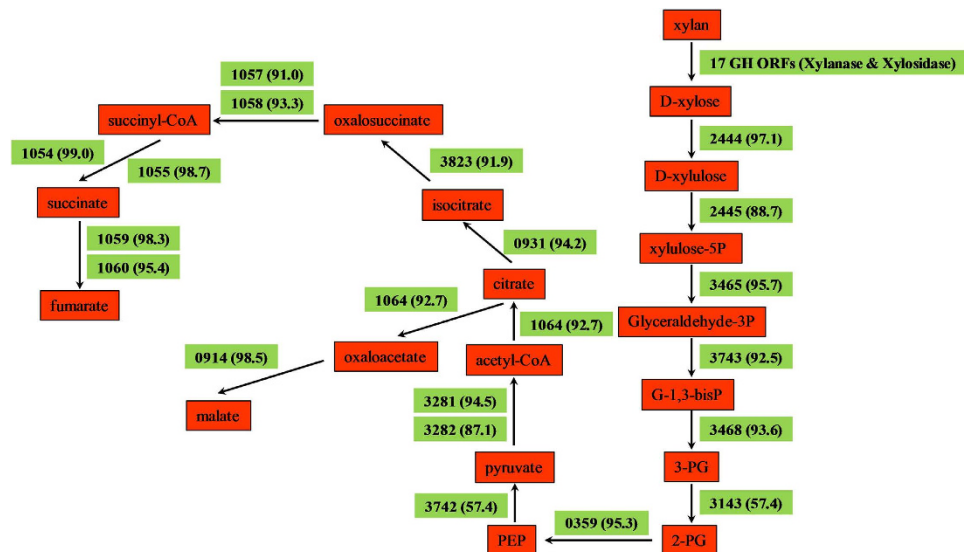 xylan
17 GH ORFs (Xylanase & Xylosidase)
D-xylose
2444 (97.1)
D-xylulose
2445 (88.7)
xylulose-5P
3465 (95.7)
Glyceraldehyde-3P
3743 (92.5)
G-1,3-bisP
3468 (93.6)
3-PG
3143 (57.4)
2-PG
0359 (95.3)
PEP
3742 (57.4)
pyruvate
3281 (94.5)
3282 (87.1)
acetyl-CoA
1064 (92.7)
citrate
1064 (92.7)
oxaloacetate
0914 (98.5)
malate
0931 (94.2)
isocitrate
3823 (91.9)
oxalosuccinate
1057 (91.0)
1058 (93.3)
succinyl-CoA
1054 (99.0)
1055 (98.7)
succinate
1059 (98.3)
1060 (95.4)
fumarate